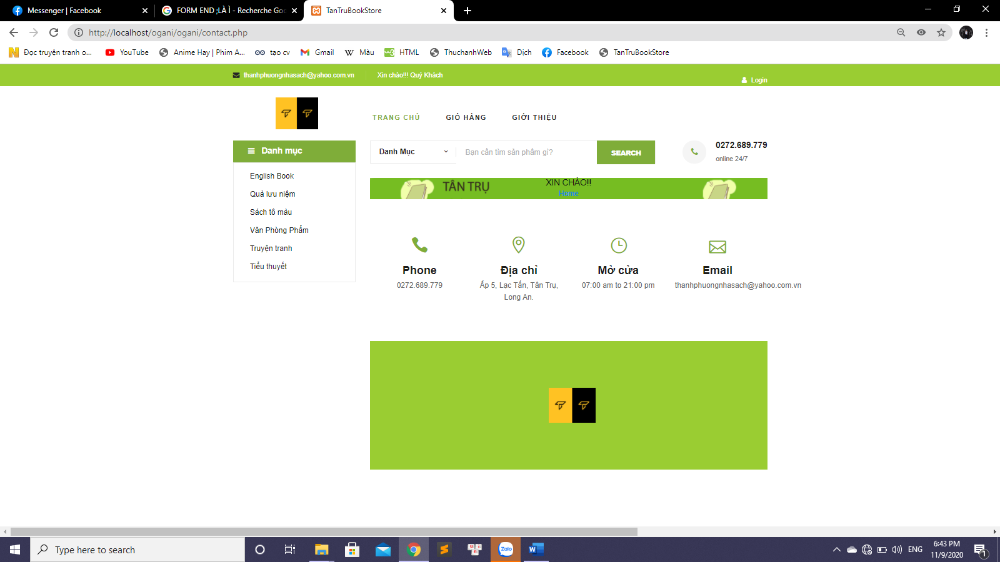 Messenger | Facebook
FORM END ;LÀ Ì - Recherche Goo
TanTruBookStore
http://localhost/ogani/ogani/contact.php
Đọc truyện tranh o...
YouTube
Anime Hay | Phim A...
tạo cv
Gmail
Màu
HTML
ThuchanhWeb
Dịch
Facebook
TanTruBookStore
thanhphuongnhasach@yahoo.com.vn
Xin chào!!! Quý Khách
Login
TRANG CHỦ
GIỎ HÀNG
GIỚI THIỆU
Danh mục
Danh Mục
Bạn cần tìm sản phẩm gì?
SEARCH
0272.689.779
online 24/7
English Book
Quà lưu niệm
Sách tô màu
Văn Phòng Phẩm
Truyện tranh
Tiểu thuyết
TÂN TRỤ
XIN CHÀO!!
Home
Phone
0272.689.779
Địa chỉ
Ấp 5, Lạc Tấn, Tân Trụ,
Long An.
Mở cửa
07:00 am to 21:00 pm
Email
thanhphuongnhasach@yahoo.com.vn
Type here to search
Zalo
ENG
6:43 PM
11/9/2020
1